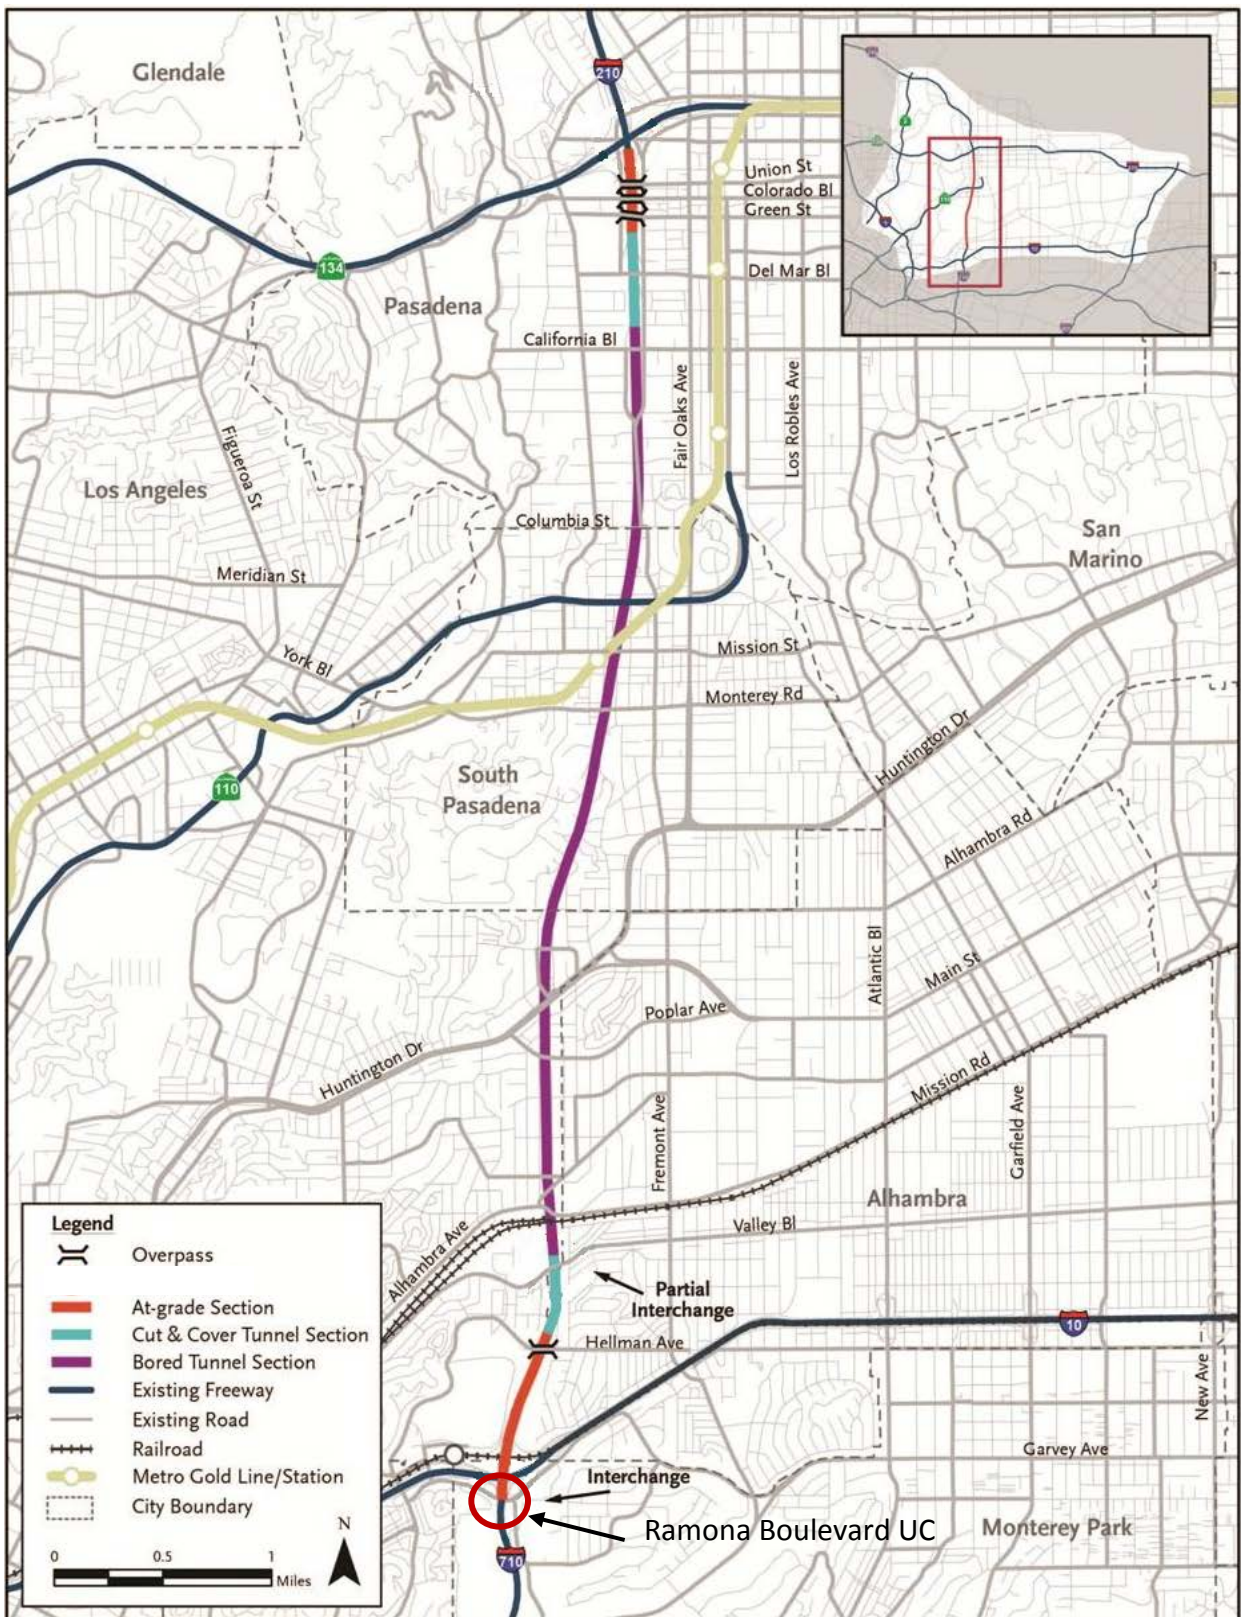 Glendale
210
Union St
Colorado Bl
Green St
134
Del Mar Bl
Pasadena
California Bl
Fair Oaks Ave
Los Robles Ave
Figueroa St
Los Angeles
Columbia St
San
Marino
Meridian St
Mission St
York Bl
Monterey Rd
Huntington Dr
110
South
Pasadena
Alhambra Rd
Atlantic Bl
Main St
Poplar Ave
Huntington Dr
Mission Rd
Fremont Ave
Garfield Ave
Alhambra
Valley Bl
Alhambra Ave
Partial
Interchange
10
Hellman Ave
New Ave
Garvey Ave
Interchange
Ramona Boulevard UC
Monterey Park
710
Legend
Overpass
At-grade Section
Cut & Cover Tunnel Section
Bored Tunnel Section
Existing Freeway
Existing Road
Railroad
Metro Gold Line/Station
City Boundary
N
0 0.5 1
Miles